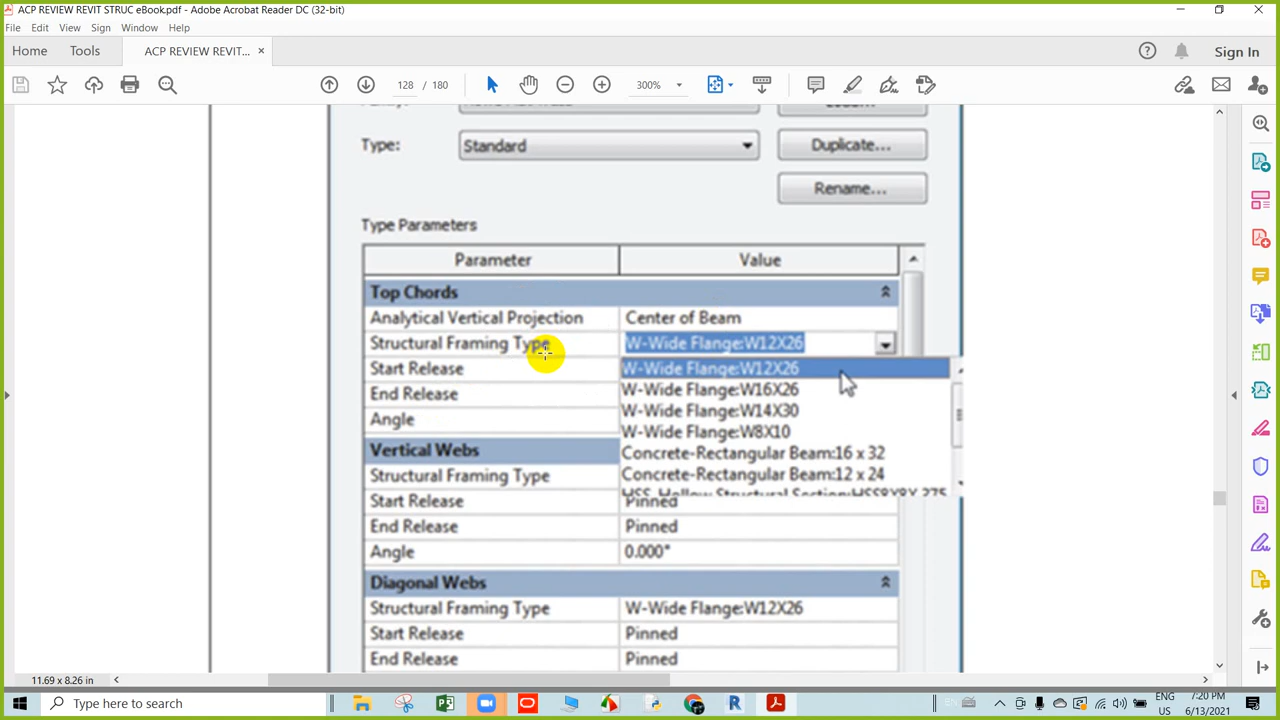 ACP REVIEW REVIT STRUC eBook.pdf - Adobe Acrobat Reader DC (32-bit)
File Edit View Sign Window Help
Home Tools ACP REVIEW REVIT... × Sign In
128 / 180 300%
Type: Standard Duplicate...
Rename...
Type Parameters
Parameter Value
Top Chords
Analytical Vertical Projection Center of Beam
Structural Framing Type W-Wide Flange:W12X26
Start Release W-Wide Flange:W12X26
W-Wide Flange:W16X26
End Release
W-Wide Flange:W14X30
Angle
W-Wide Flange:W8X10
Vertical Webs Concrete-Rectangular Beam:16 x 32
Structural Framing Type Concrete-Rectangular Beam:12 x 24
Start Release Pinned
End Release Pinned
Angle 0.000°
Diagonal Webs
Structural Framing Type W-Wide Flange:W12X26
Start Release Pinned
End Release Pinned
11.69 x 8.26 in
Type here to search
ENG 7:20 PM
US 6/13/2021